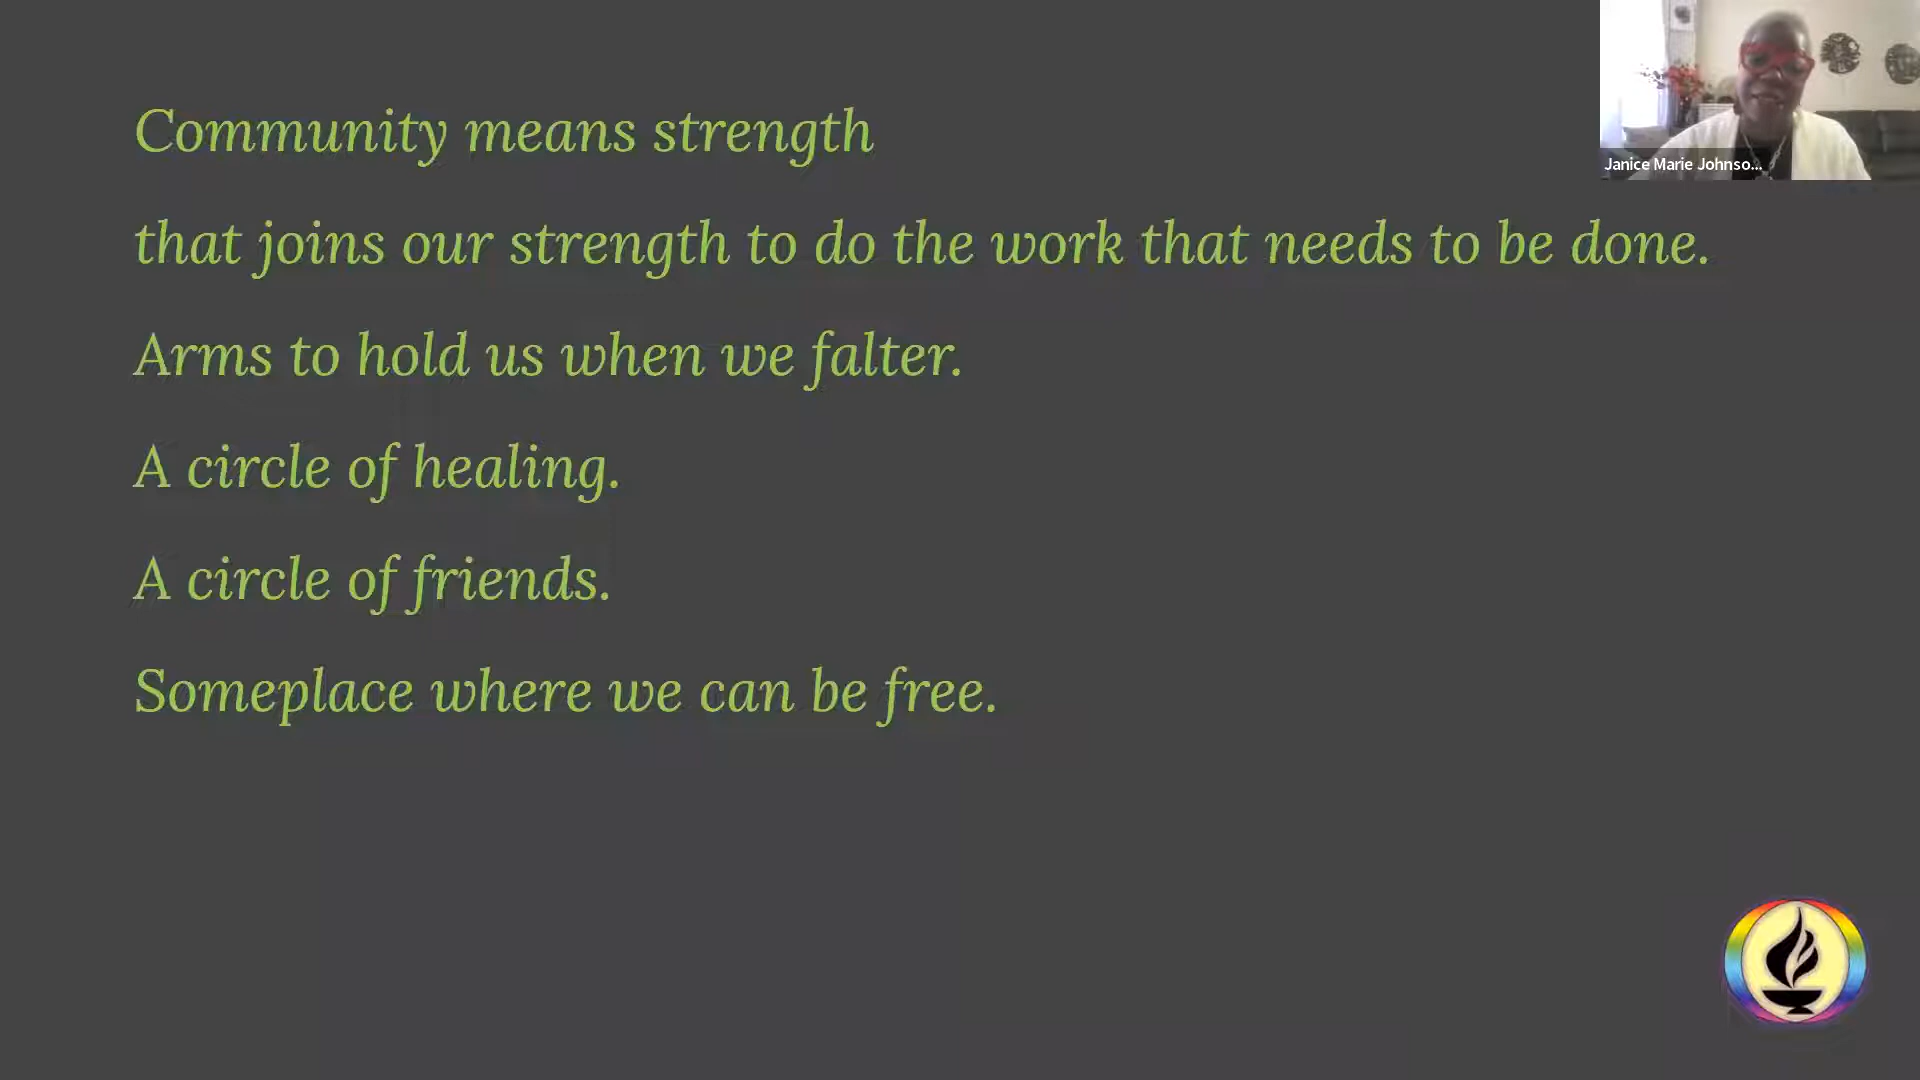 Community means strength
that joins our strength to do the work that needs to be done.
Arms to hold us when we falter.
A circle of healing.
A circle of friends.
Someplace where we can be free.
Janice Marie Johnso...